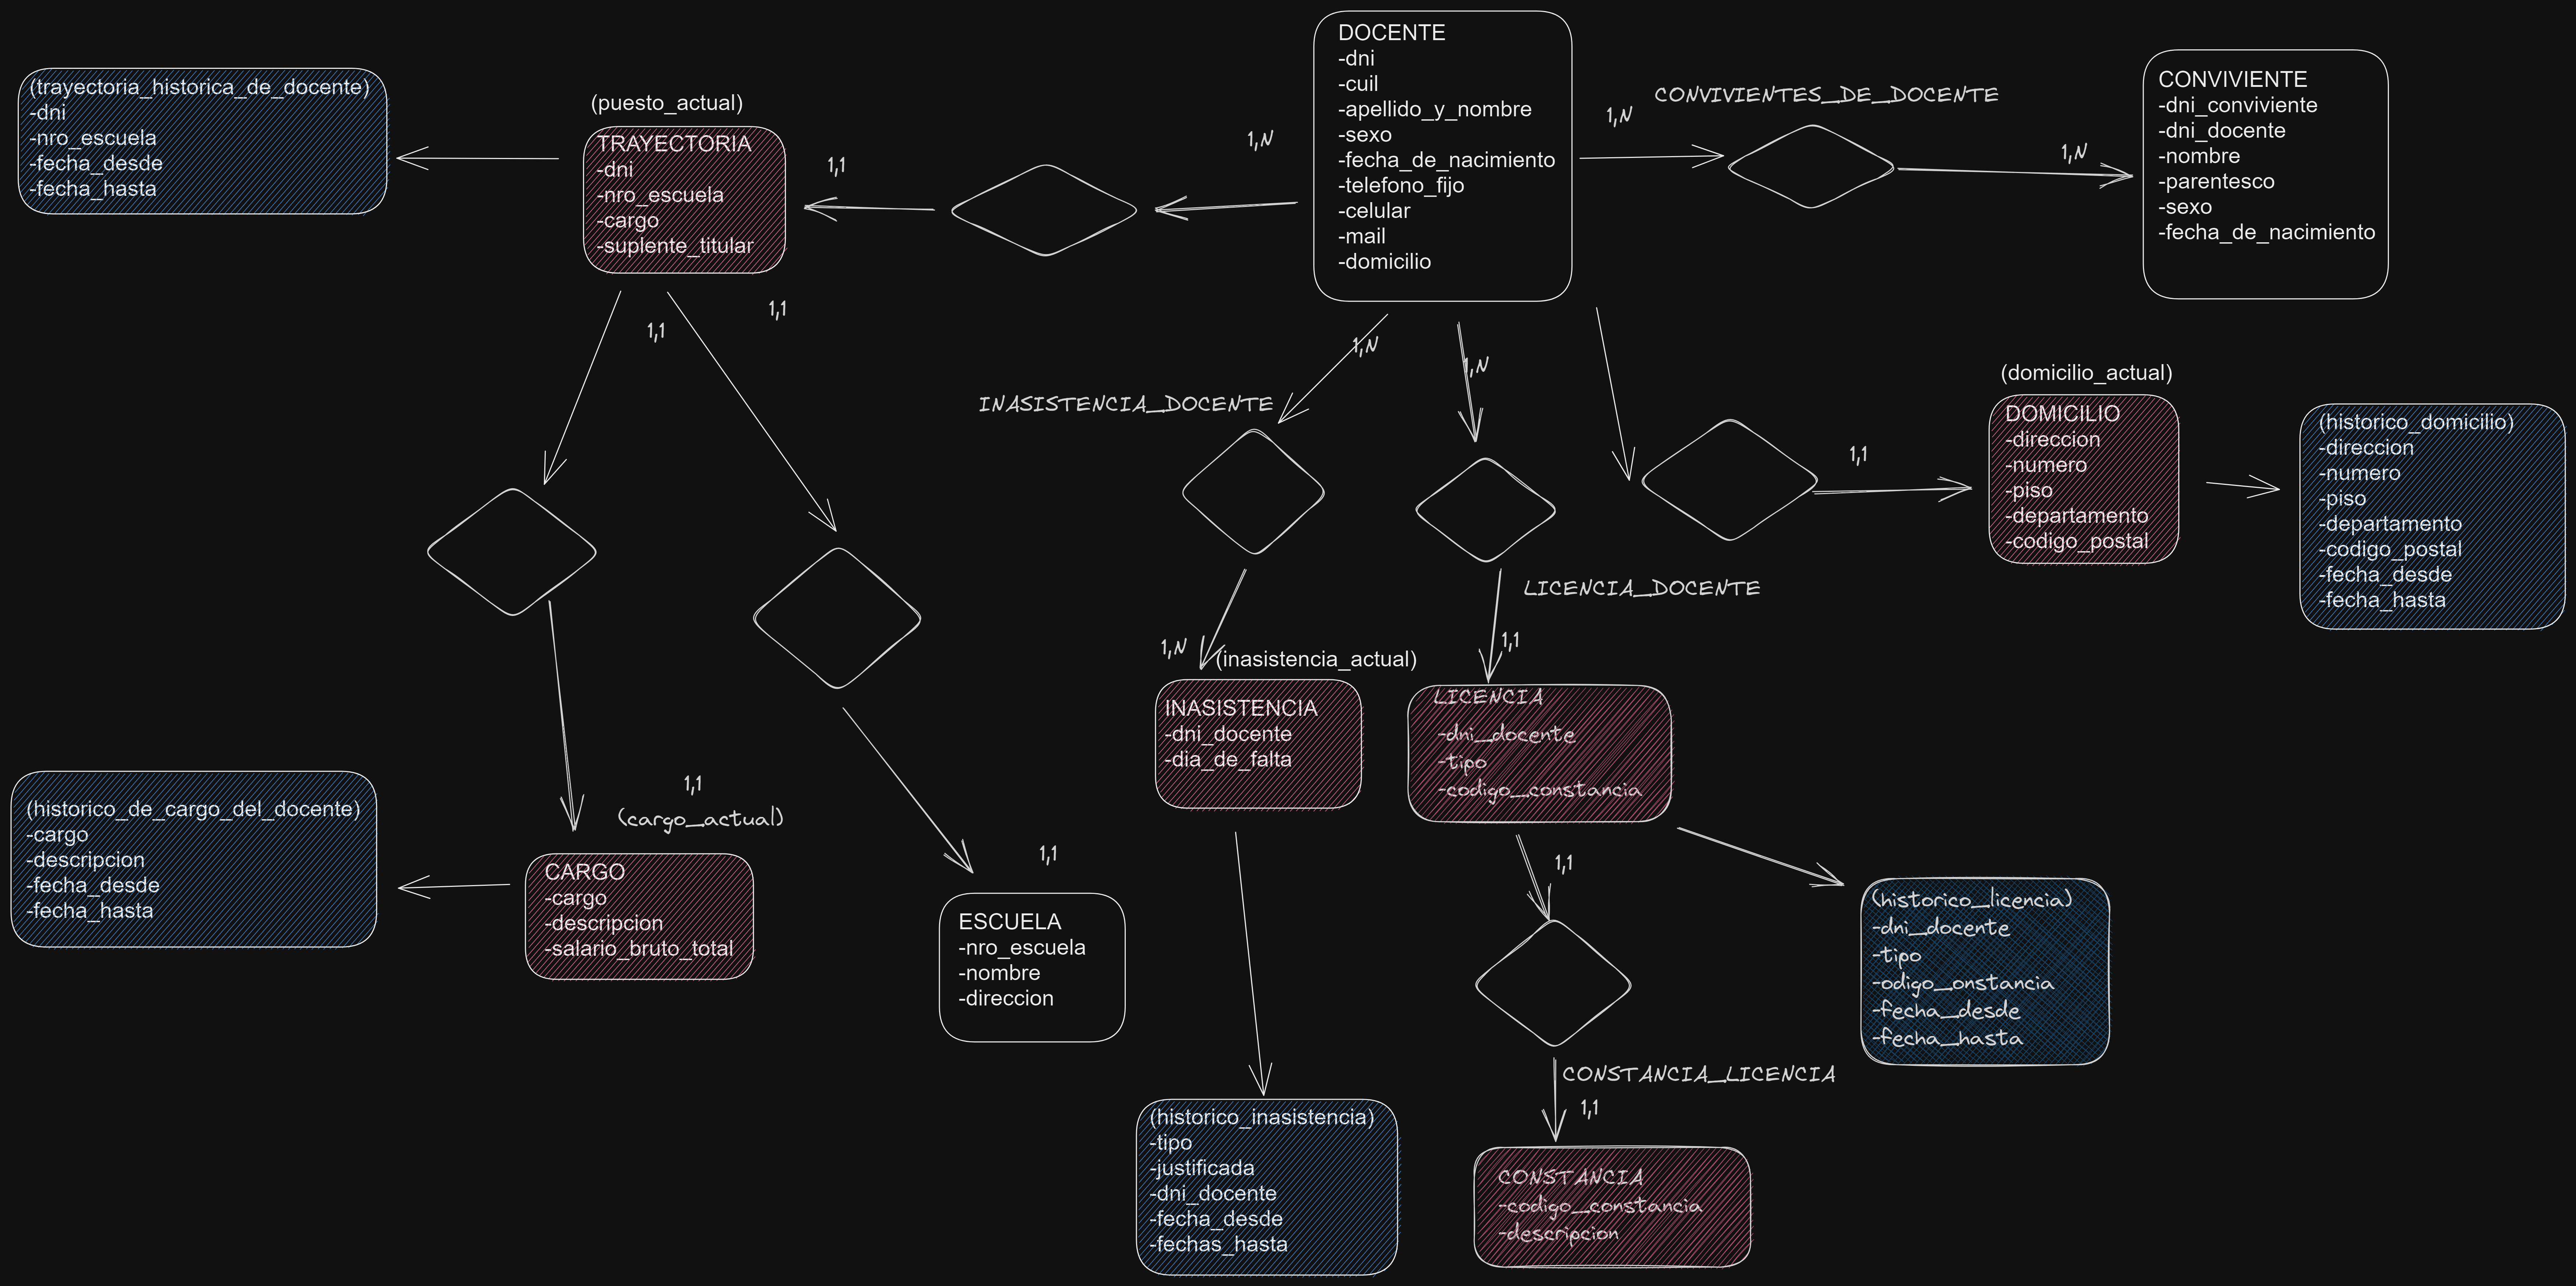 DOCENTE
-dni
-cuil
-apellido_y_nombre
-sexo
-fecha_de_nacimiento
-telefono_fijo
-celular
-mail
-domicilio
(trayectoria_historica_de_docente)
-dni
-nro_escuela
-fecha_desde
-fecha_hasta
(puesto_actual)
TRAYECTORIA
-dni
-nro_escuela
-cargo
-suplente_titular
1,1
1,N
1,N
CONVIVIENTES_DE_DOCENTE
1,N
CONVIVIENTE
-dni_conviviente
-dni_docente
-nombre
-parentesco
-sexo
-fecha_de_nacimiento
1,1
1,1
1,N
1,N
INASISTENCIA_DOCENTE
1,1
(domicilio_actual)
DOMICILIO
-direccion
-numero
-piso
-departamento
-codigo_postal
(historico_domicilio)
-direccion
-numero
-piso
-departamento
-codigo_postal
-fecha_desde
-fecha_hasta
LICENCIA_DOCENTE
1,N
(inasistencia_actual)
1,1
INASISTENCIA
-dni_docente
-dia_de_falta
LICENCIA
-dni_docente
-tipo
-codigo_constancia
(historico_de_cargo_del_docente)
-cargo
-descripcion
-fecha_desde
-fecha_hasta
1,1
(cargo_actual)
CARGO
-cargo
-descripcion
-salario_bruto_total
1,1
ESCUELA
-nro_escuela
-nombre
-direccion
1,1
(historico_licencia)
-dni_docente
-tipo
-odigo_onstancia
-fecha_desde
-fecha_hasta
CONSTANCIA_LICENCIA
1,1
(historico_inasistencia)
-tipo
-justificada
-dni_docente
-fecha_desde
-fechas_hasta
CONSTANCIA
-codigo_constancia
-descripcion